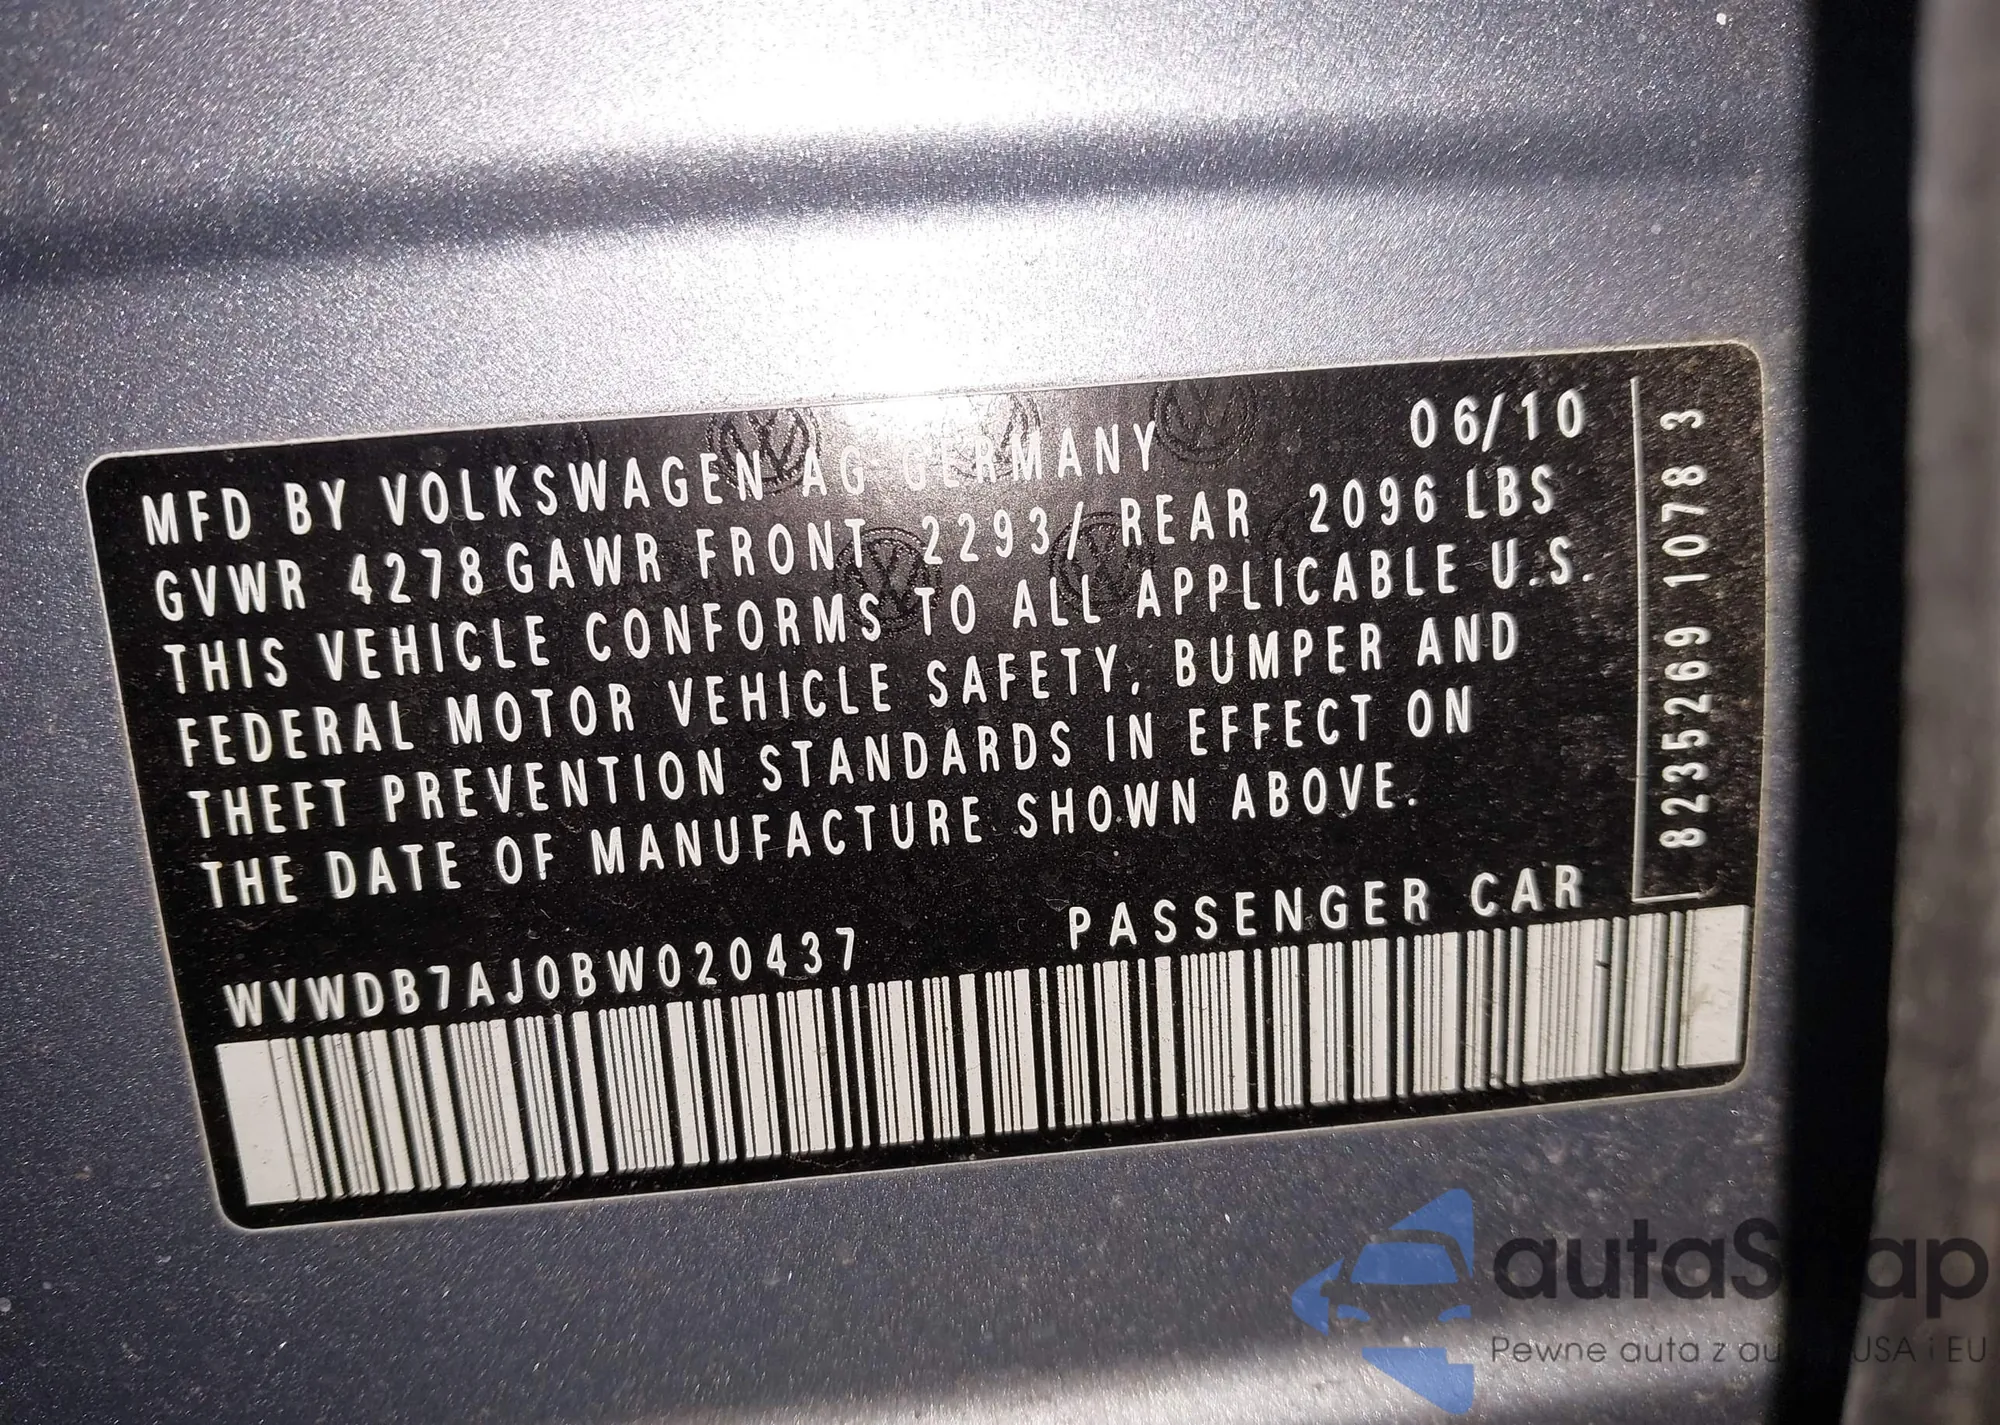 MFD BY VOLKSWAGEN AG GERMANY 06/10
GVWR 4278 GAWR FRONT 2293/ REAR 2096 LBS
THIS VEHICLE CONFORMS TO ALL APPLICABLE U.S.
FEDERAL MOTOR VEHICLE SAFETY, BUMPER AND
THEFT PREVENTION STANDARDS IN EFFECT ON
THE DATE OF MANUFACTURE SHOWN ABOVE.
WVWDB7AJ0BW020437 PASSENGER CAR
8235269 1078 3
autaSnap
Pewne auta z USA i EU